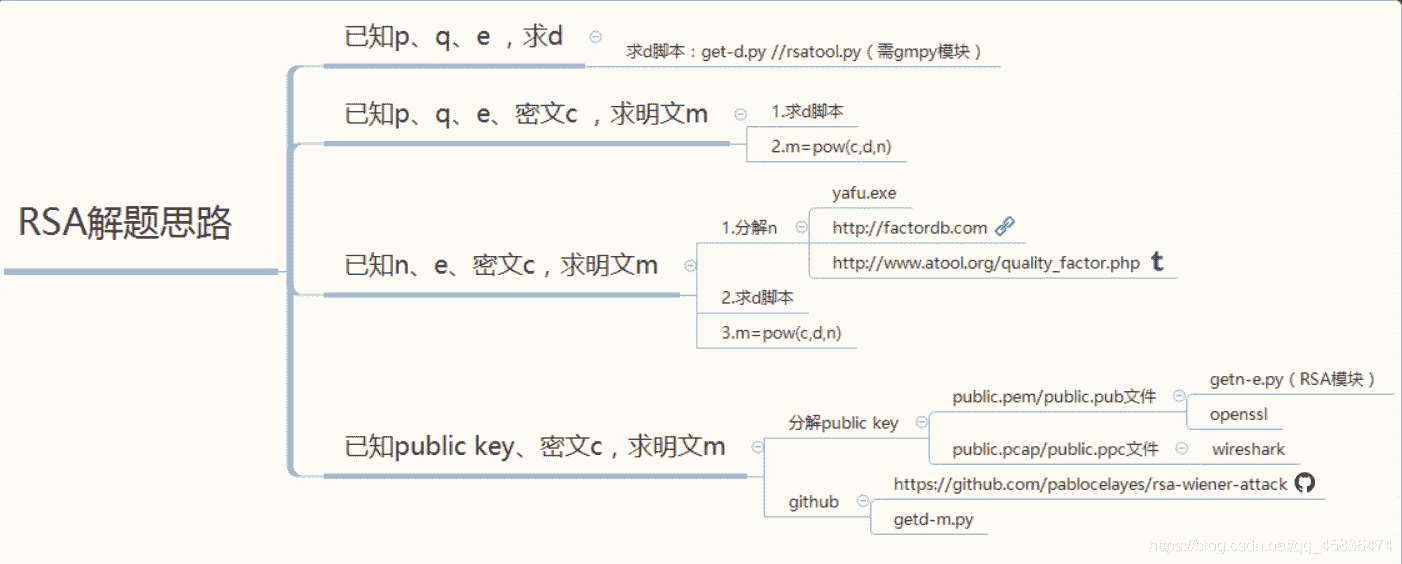 RSA解题思路
已知p、q、e ，求d
求d脚本：get-d.py //rsatool.py（需gmpy模块）
已知p、q、e、密文c ，求明文m
1.求d脚本
2.m=pow(c,d,n)
已知n、e、密文c，求明文m
1.分解n
yafu.exe
http://factordb.com
http://www.atool.org/quality_factor.php
2.求d脚本
3.m=pow(c,d,n)
已知public key、密文c，求明文m
分解public key
public.pem/public.pub文件
getn-e.py（RSA模块）
openssl
public.pcap/public.ppc文件
wireshark
github
https://github.com/pablocelayes/rsa-wiener-attack
getd-m.py
https://blog.csdn.net/qq_45836474